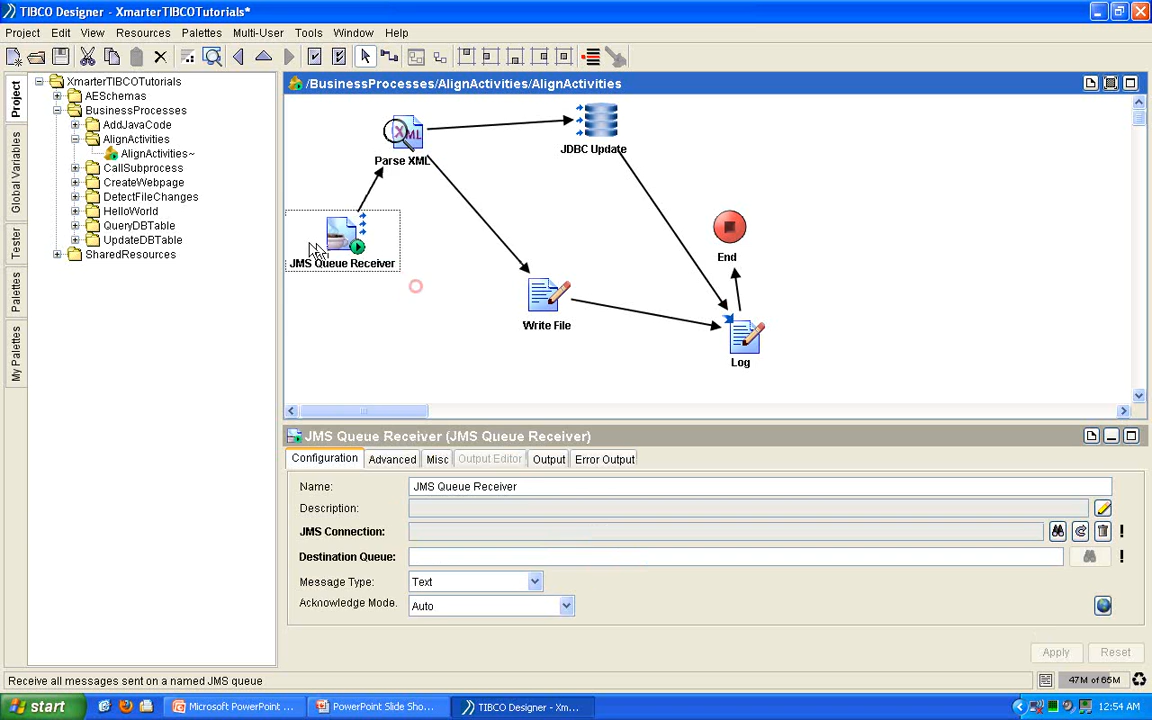 TIBCO Designer - XmarterTIBCOTutorials*
Project Edit View Resources Palettes Multi-User Tools Window Help
Project
Global Variables
Tester
Palettes
My Palettes
XmarterTIBCOTutorials
AESchemas
BusinessProcesses
AddJavaCode
AlignActivities
AlignActivities~
CallSubprocess
CreateWebpage
DetectFileChanges
HelloWorld
QueryDBTable
UpdateDBTable
SharedResources
/BusinessProcesses/AlignActivities/AlignActivities
XML
Parse XML
JDBC Update
JMS Queue Receiver
End
Write File
Log
JMS Queue Receiver (JMS Queue Receiver)
Configuration Advanced Misc Output Editor Output Error Output
Name: JMS Queue Receiver
Description:
JMS Connection: !
Destination Queue: !
Message Type: Text
Acknowledge Mode. Auto
Apply Reset
Receive all messages sent on a named JMS queue
47M of 65M
start Microsoft PowerPoint ... PowerPoint Slide Sho... TIBCO Designer - Xm... 12:54 AM